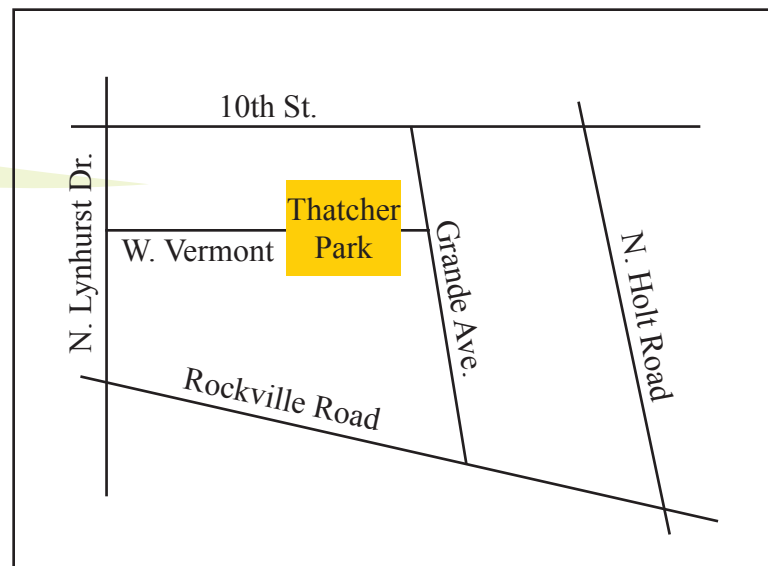 10th St.
N. Lynhurst Dr.
Thatcher
Park
W. Vermont
Grande Ave.
N. Holt Road
Rockville Road